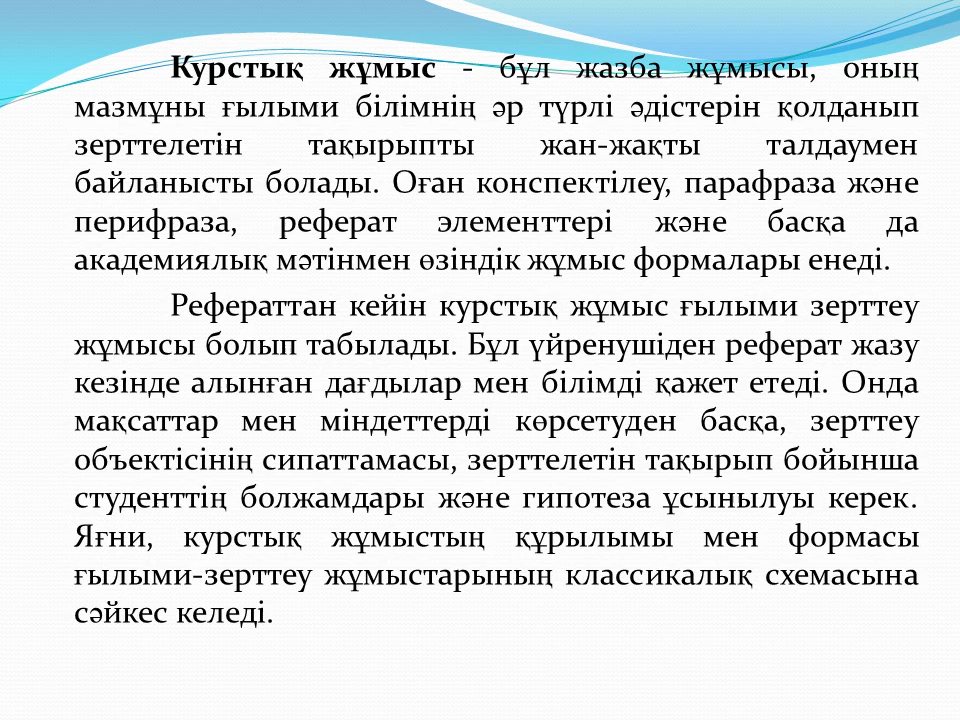 Курстық жұмыс - бұл жазба жұмысы, оның
мазмұны ғылыми білімнің әр түрлі әдістерін қолданып
зерттелетін тақырыпты жан-жақты талдаумен
байланысты болады. Оған конспектілеу, парафраза және
перифраза, реферат элементтері және басқа да
академиялық мәтінмен өзіндік жұмыс формалары енеді.
Рефераттан кейін курстық жұмыс ғылыми зерттеу
жұмысы болып табылады. Бұл үйренушіден реферат жазу
кезінде алынған дағдылар мен білімді қажет етеді. Онда
мақсаттар мен міндеттерді көрсетуден басқа, зерттеу
объектісінің сипаттамасы, зерттелетін тақырып бойынша
студенттің болжамдары және гипотеза ұсынылуы керек.
Яғни, курстық жұмыстың құрылымы мен формасы
ғылыми-зерттеу жұмыстарының классикалық схемасына
сәйкес келеді.